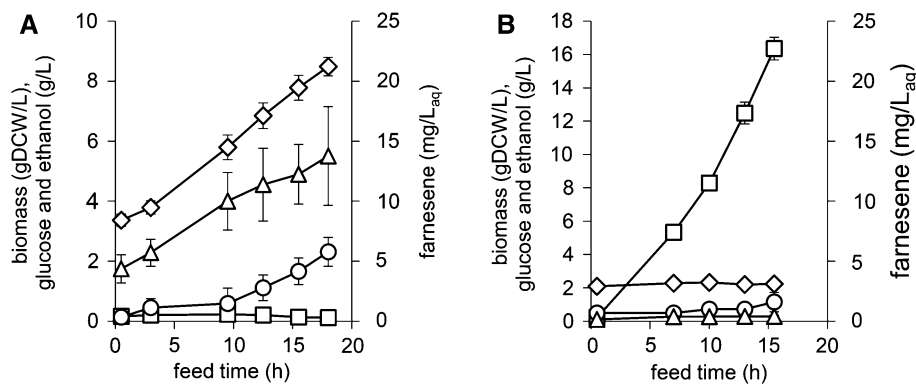 A
biomass (gDCW/L),
glucose and ethanol (g/L)
10
8
6
4
2
0
25
20
15
10
5
0
farnesene (mg/Laq)
0 5 10 15 20
feed time (h)
B
biomass (gDCW/L),
glucose and ethanol (g/L)
18
16
14
12
10
8
6
4
2
0
25
20
15
10
5
0
farnesene (mg/Laq)
0 5 10 15 20
feed time (h)